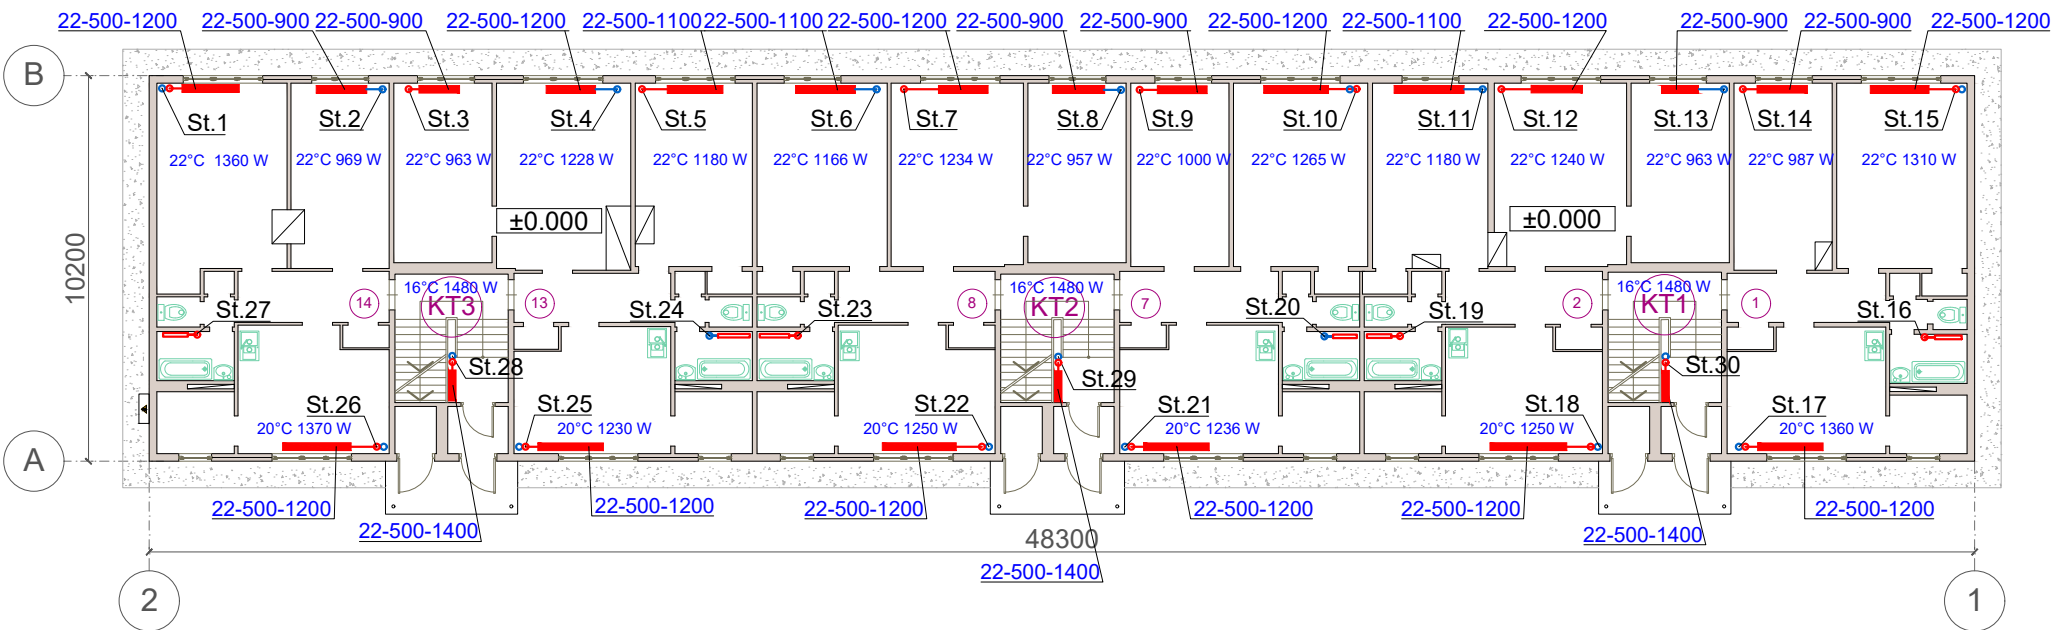 22-500-1200 22-500-900 22-500-900 22-500-1200 22-500-1100 22-500-1100 22-500-1200 22-500-900 22-500-900 22-500-1200 22-500-1100 22-500-1200 22-500-900 22-500-900 22-500-1200
B
St.1 St.2 St.3 St.4 St.5 St.6 St.7 St.8 St.9 St.10 St.11 St.12 St.13 St.14 St.15
22°C 1360 W 22°C 969 W 22°C 963 W 22°C 1228 W 22°C 1180 W 22°C 1166 W 22°C 1234 W 22°C 957 W 22°C 1000 W 22°C 1265 W 22°C 1180 W 22°C 1240 W 22°C 963 W 22°C 987 W 22°C 1310 W
±0.000 ±0.000
10200
16°C 1480 W 16°C 1480 W 16°C 1480 W
14 KT3 13 8 KT2 7 2 KT1 1
St.27 St.24 St.23 St.20 St.19 St.16
St.28 St.29 St.30
St.26 St.25 St.22 St.21 St.18 St.17
20°C 1370 W 20°C 1230 W 20°C 1250 W 20°C 1236 W 20°C 1250 W 20°C 1360 W
A
22-500-1200 22-500-1200 22-500-1200 22-500-1200 22-500-1200 22-500-1200
22-500-1400 22-500-1400
48300
22-500-1400
2 1